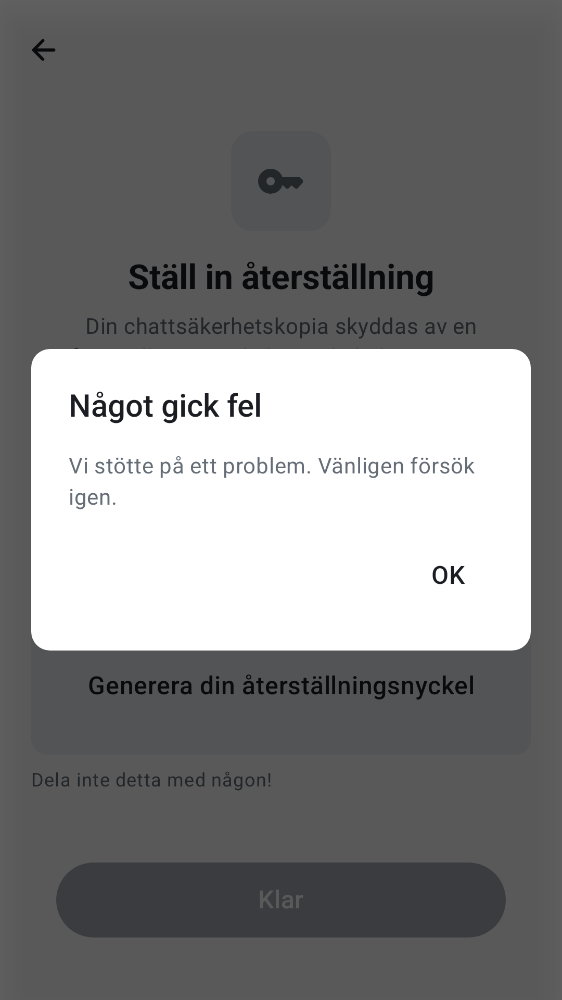 Ställ in återställning
Din chattsäkerhetskopia skyddas av en
Något gick fel
Vi stötte på ett problem. Vänligen försök
igen.
OK
Generera din återställningsnyckel
Dela inte detta med någon!
Klar